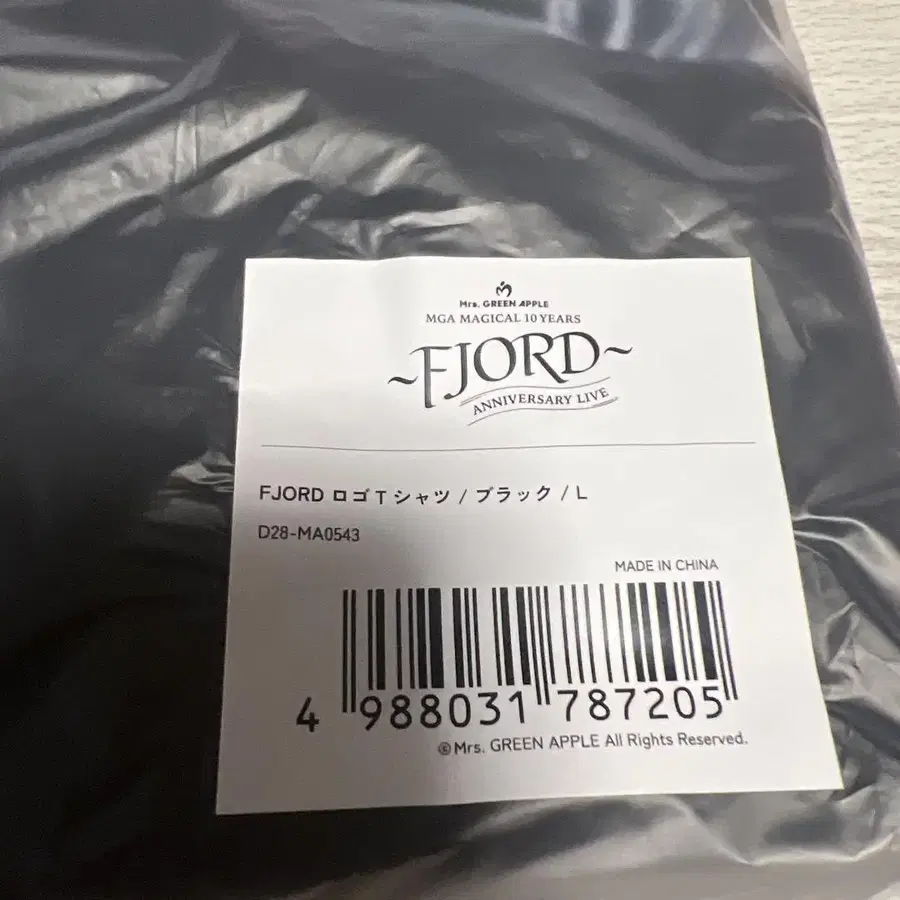 Mrs. GREEN APPLE
MGA MAGICAL 10 YEARS
~FJORD~
ANNIVERSARY LIVE
FJORD ロゴTシャツ / ブラック / L
D28-MA0543
MADE IN CHINA
4 988031 787205
©Mrs. GREEN APPLE All Rights Reserved.